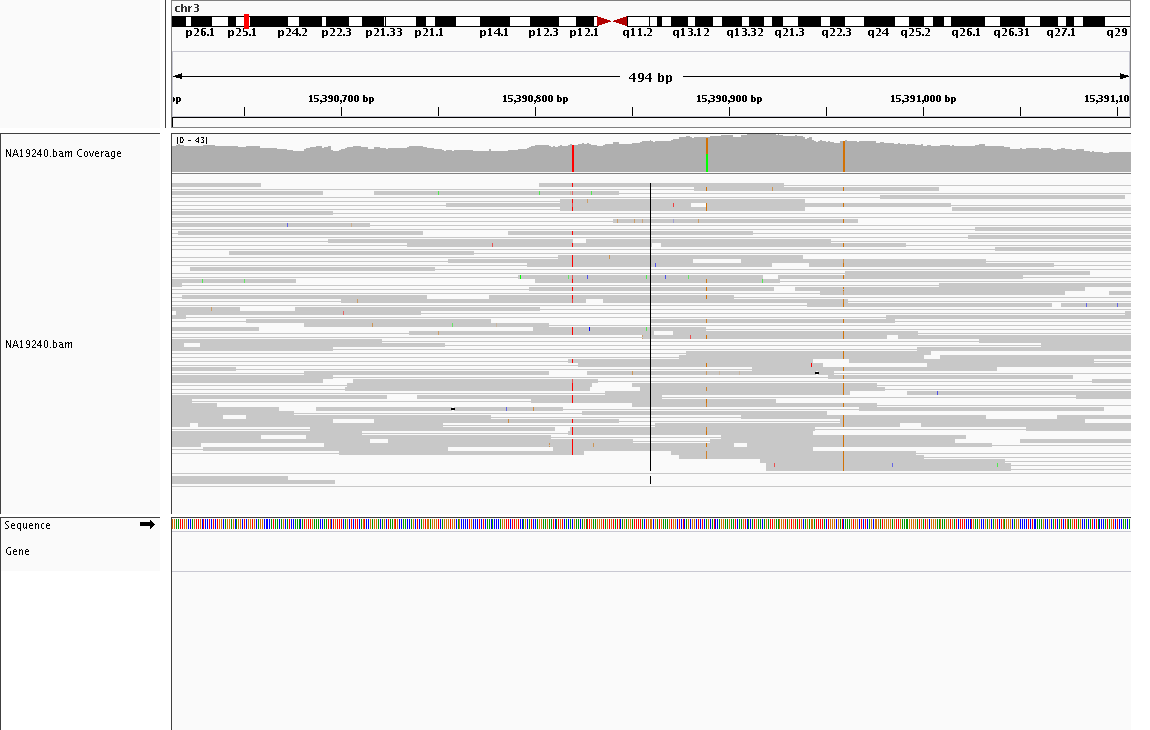 chr3
p26.1 p25.1 p24.2 p22.3 p21.33 p21.1 p14.1 p12.3 p12.1 q11.2 q13.12 q13.32 q21.3 q22.3 q24 q25.2 q26.1 q26.31 q27.1 q29
494 bp
bp 15,390,700 bp 15,390,800 bp 15,390,900 bp 15,391,000 bp 15,391,10
[0 - 43]
NA19240.bam Coverage
NA19240.bam
Sequence
Gene